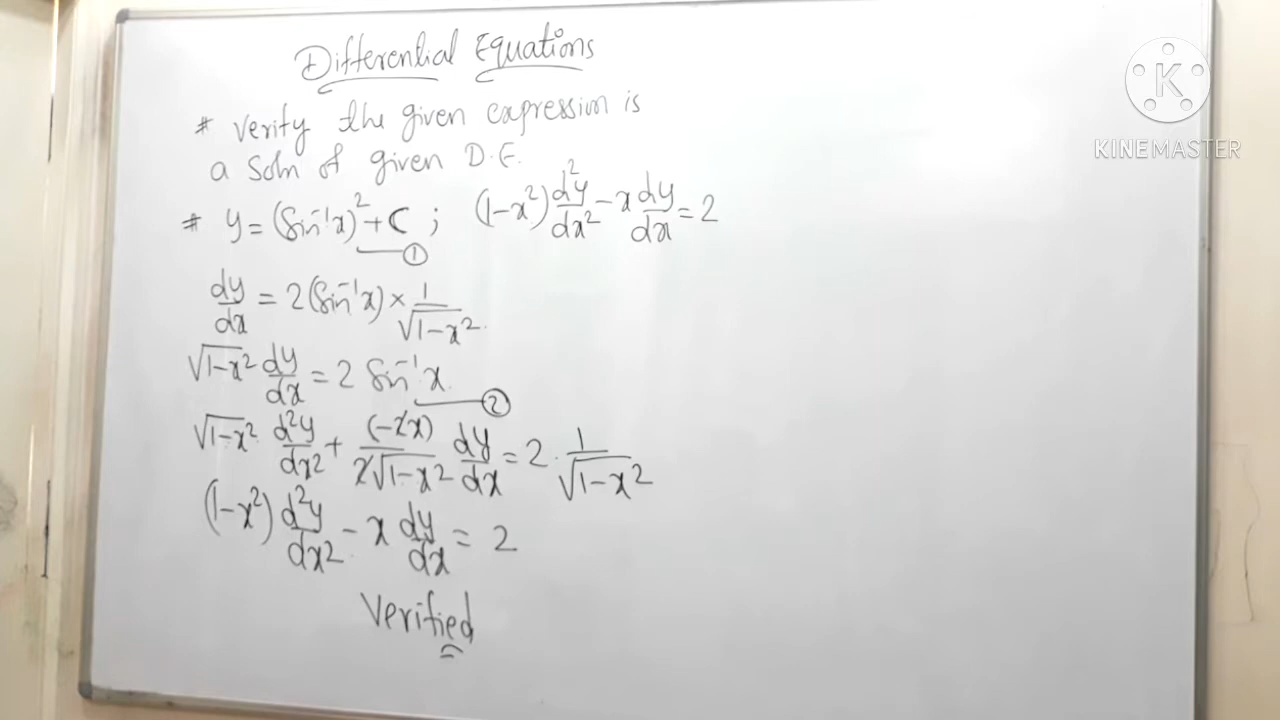 Differential Equations
# Verify the given expression is
a Soln of given D.E.
# y = (Sin⁻¹x)² + C ; (1-x²) d²y/dx² - x dy/dx = 2
①
dy/dx = 2(Sin⁻¹x) × 1/√1-x².
√1-x² dy/dx = 2 Sin⁻¹x.
②
√1-x² d²y/dx² + (-2x)/2√1-x² dy/dx = 2 · 1/√1-x²
(1-x²) d²y/dx² - x dy/dx = 2
Verified
K
KINEMASTER